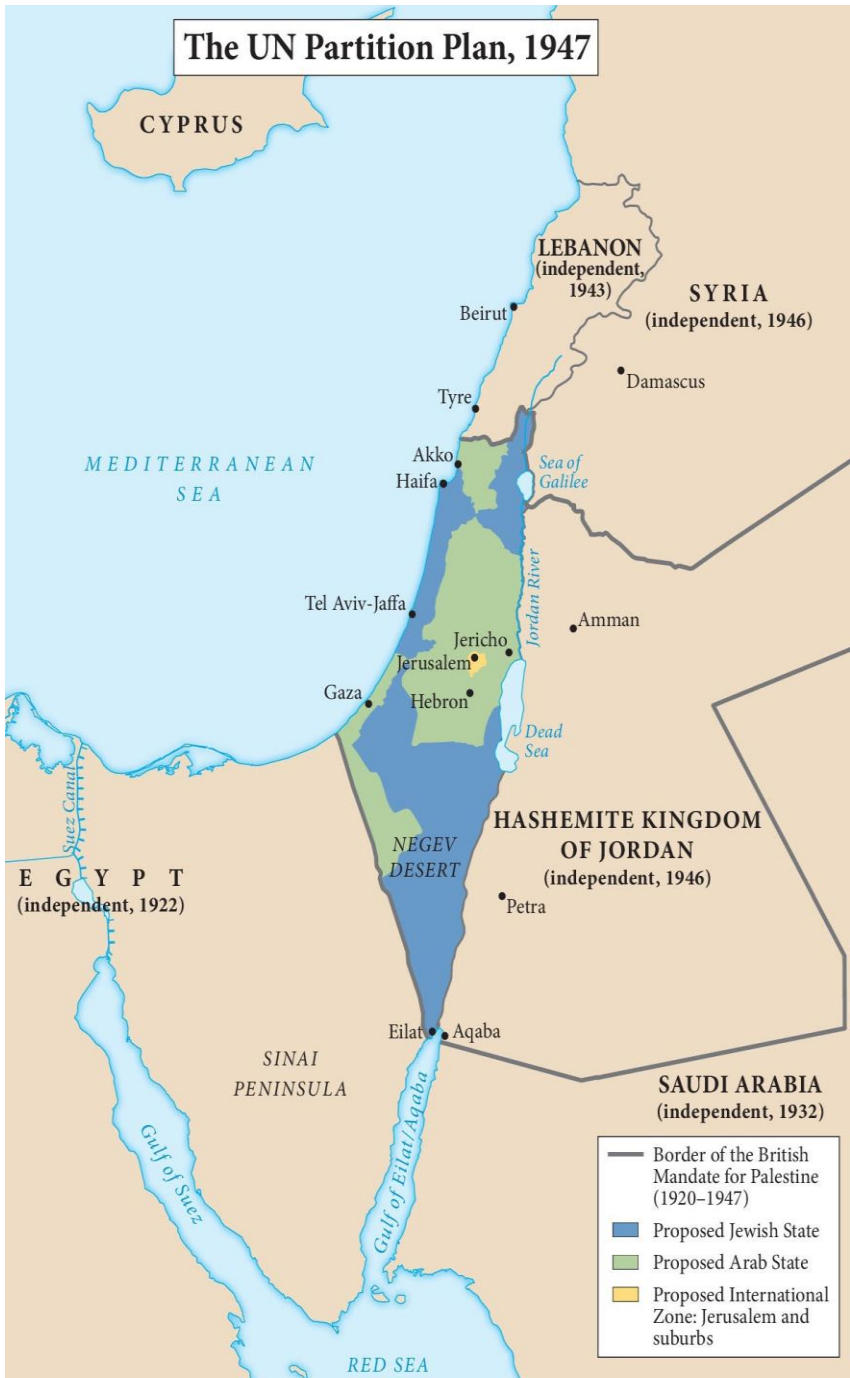 The UN Partition Plan, 1947
CYPRUS
LEBANON
(independent,
1943)
SYRIA
(independent, 1946)
Beirut
Damascus
Tyre
MEDITERRANEAN
SEA
Akko
Haifa
Sea of
Galilee
Tel Aviv-Jaffa
Jordan River
Amman
Jericho
Jerusalem
Gaza
Hebron
Dead
Sea
Suez Canal
NEGEV
DESERT
HASHEMITE KINGDOM
OF JORDAN
(independent, 1946)
EGYPT
(independent, 1922)
Petra
Eilat
Aqaba
SINAI
PENINSULA
Gulf of Suez
Gulf of Eilat/Aqaba
SAUDI ARABIA
(independent, 1932)
Border of the British
Mandate for Palestine
(1920–1947)
Proposed Jewish State
Proposed Arab State
Proposed International
Zone: Jerusalem and
suburbs
RED SEA